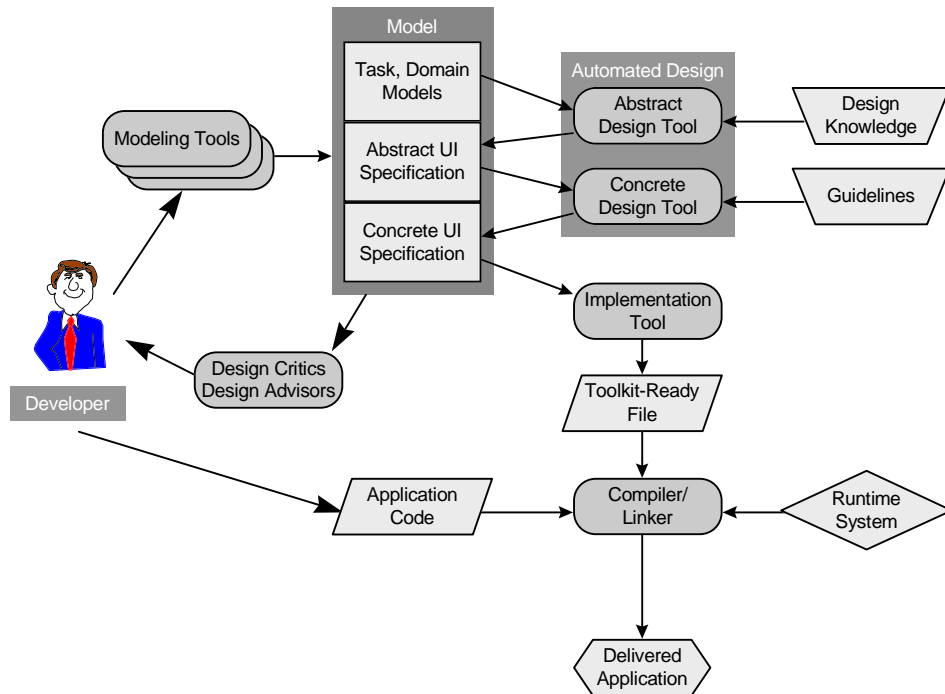 Model
Task, Domain
Models
Automated Design
Abstract
Design Tool
Design
Knowledge
Modeling Tools
Abstract UI
Specification
Concrete
Design Tool
Guidelines
Concrete UI
Specification
Implementation
Tool
Design Critics
Design Advisors
Developer
Toolkit-Ready
File
Application
Code
Compiler/
Linker
Runtime
System
Delivered
Application